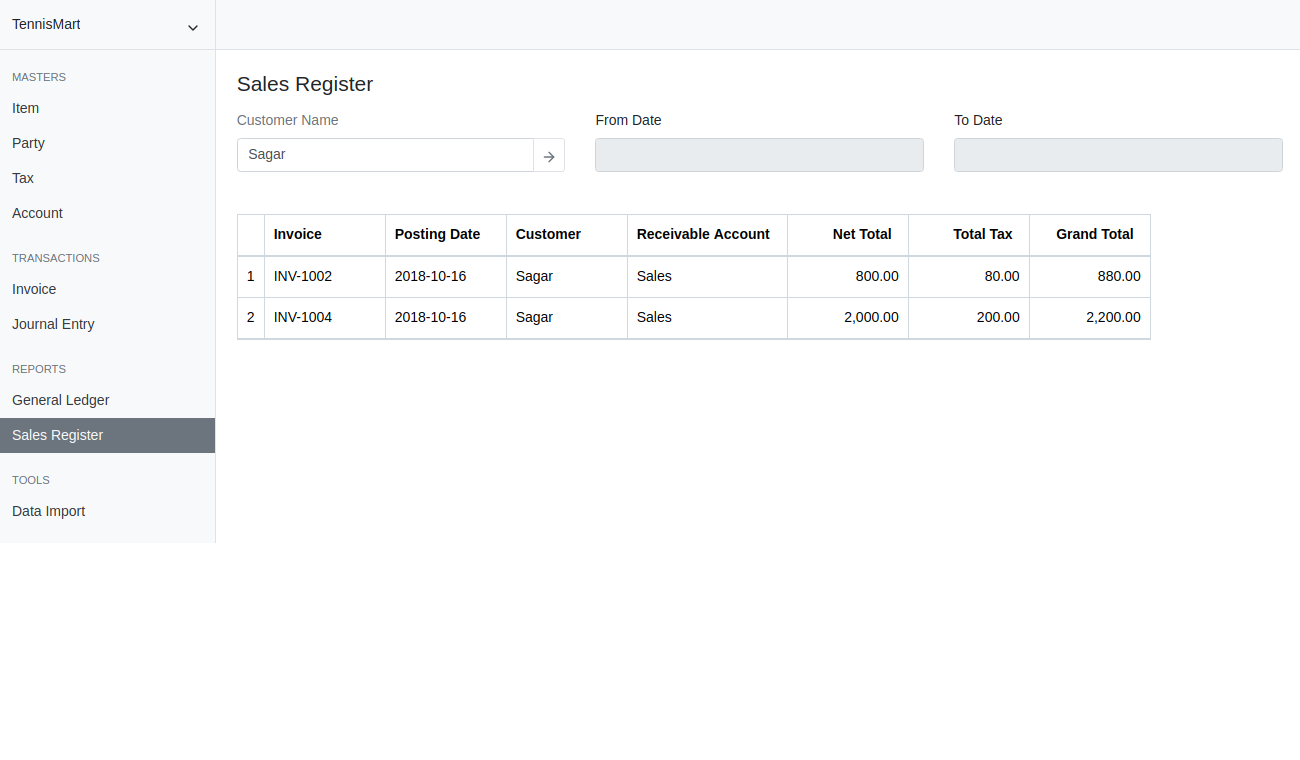 TennisMart
MASTERS
Item
Party
Tax
Account
TRANSACTIONS
Invoice
Journal Entry
REPORTS
General Ledger
Sales Register
TOOLS
Data Import
Sales Register
Customer Name From Date To Date
Sagar
Invoice Posting Date Customer Receivable Account Net Total Total Tax Grand Total
1 INV-1002 2018-10-16 Sagar Sales 800.00 80.00 880.00
2 INV-1004 2018-10-16 Sagar Sales 2,000.00 200.00 2,200.00